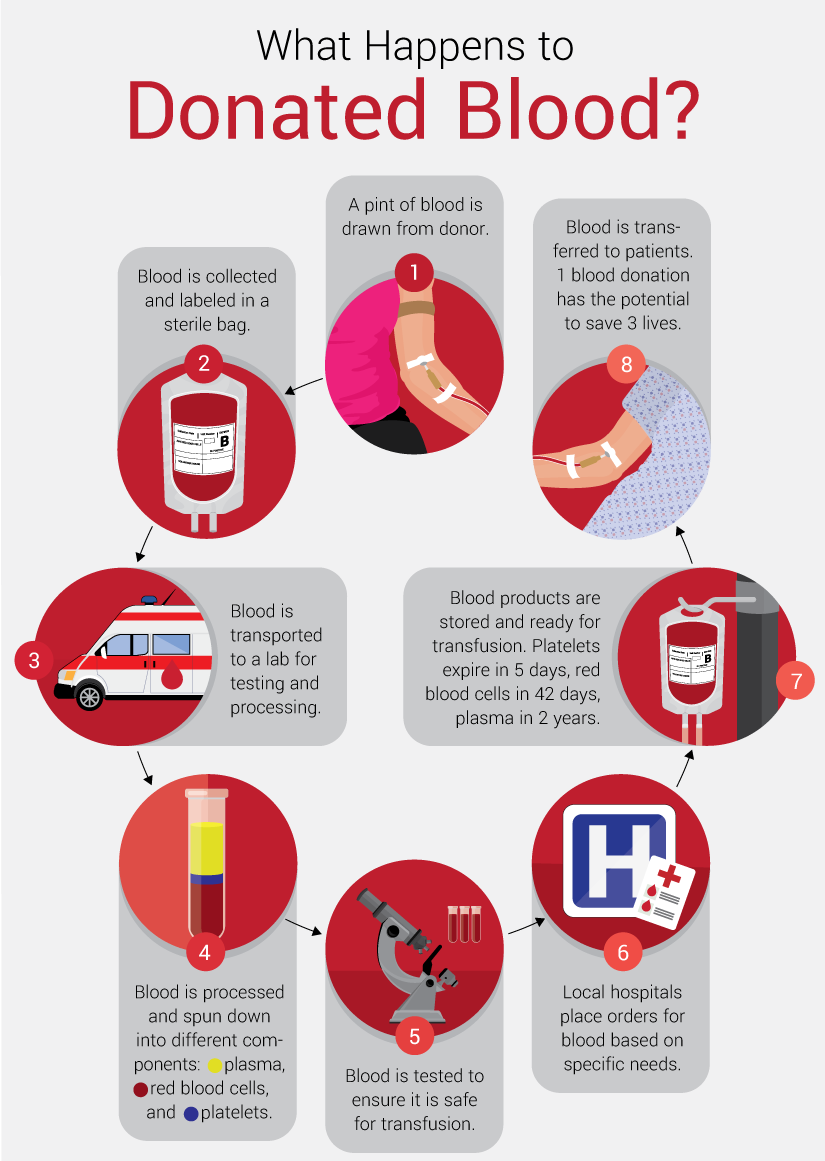 What Happens to
Donated Blood?
A pint of blood is
drawn from donor.
1
Blood is collected
and labeled in a
sterile bag.
2
B
3
Blood is
transported
to a lab for
testing and
processing.
4
Blood is processed
and spun down
into different com-
ponents: plasma,
red blood cells,
and platelets.
5
Blood is tested to
ensure it is safe
for transfusion.
H
6
Local hospitals
place orders for
blood based on
specific needs.
Blood products are
stored and ready for
transfusion. Platelets
expire in 5 days, red
blood cells in 42 days,
plasma in 2 years.
B
7
Blood is trans-
ferred to patients.
1 blood donation
has the potential
to save 3 lives.
8